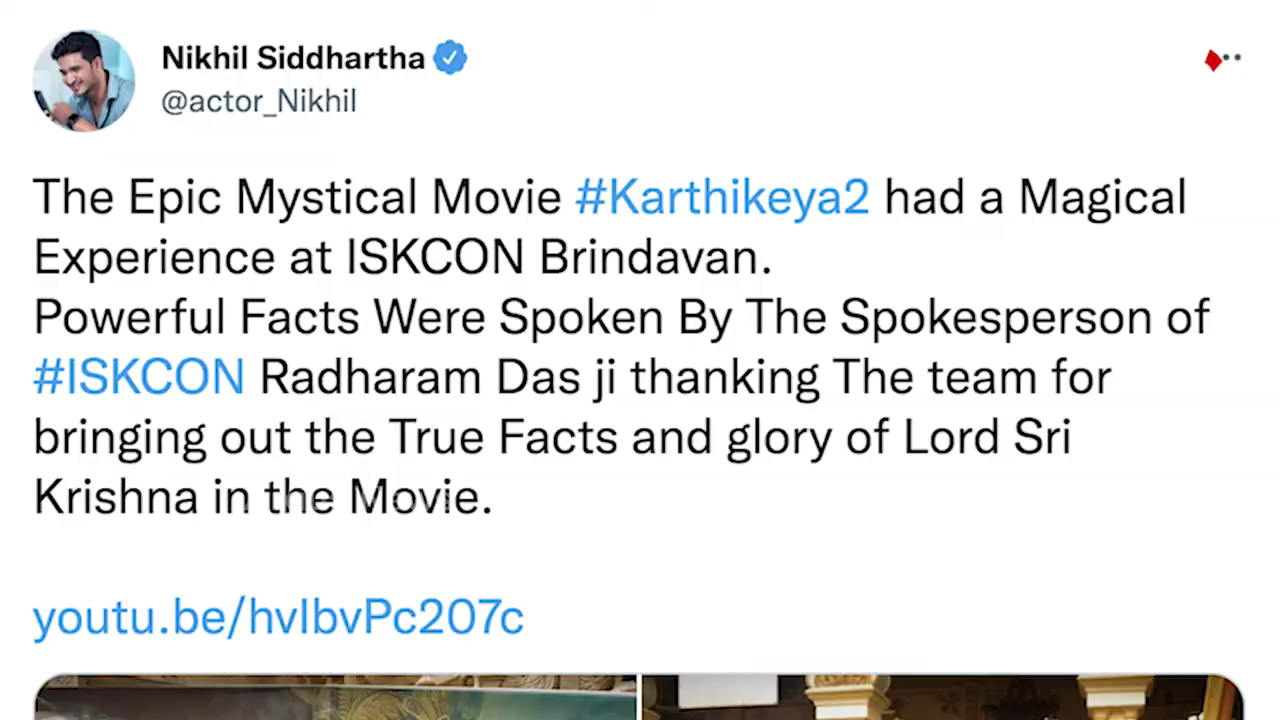 Nikhil Siddhartha
@actor_Nikhil
The Epic Mystical Movie #Karthikeya2 had a Magical
Experience at ISKCON Brindavan.
Powerful Facts Were Spoken By The Spokesperson of
#ISKCON Radharam Das ji thanking The team for
bringing out the True Facts and glory of Lord Sri
Krishna in the Movie.
youtu.be/hvIbvPc207c